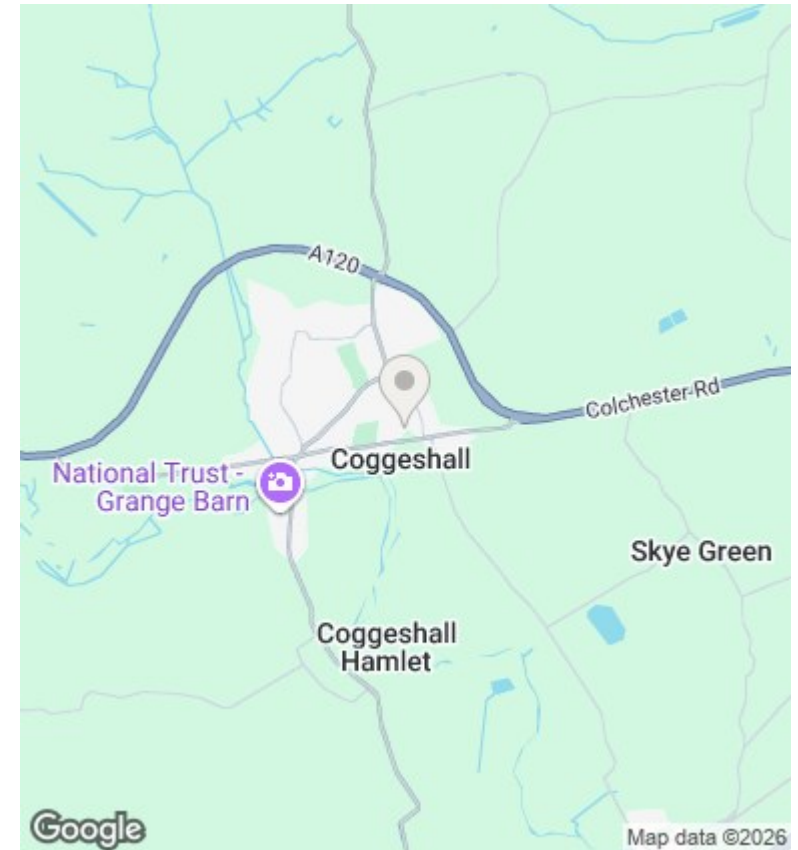 A120
Colchester Rd
Coggeshall
National Trust -
Grange Barn
Skye Green
Coggeshall
Hamlet
Google
Map data ©2026